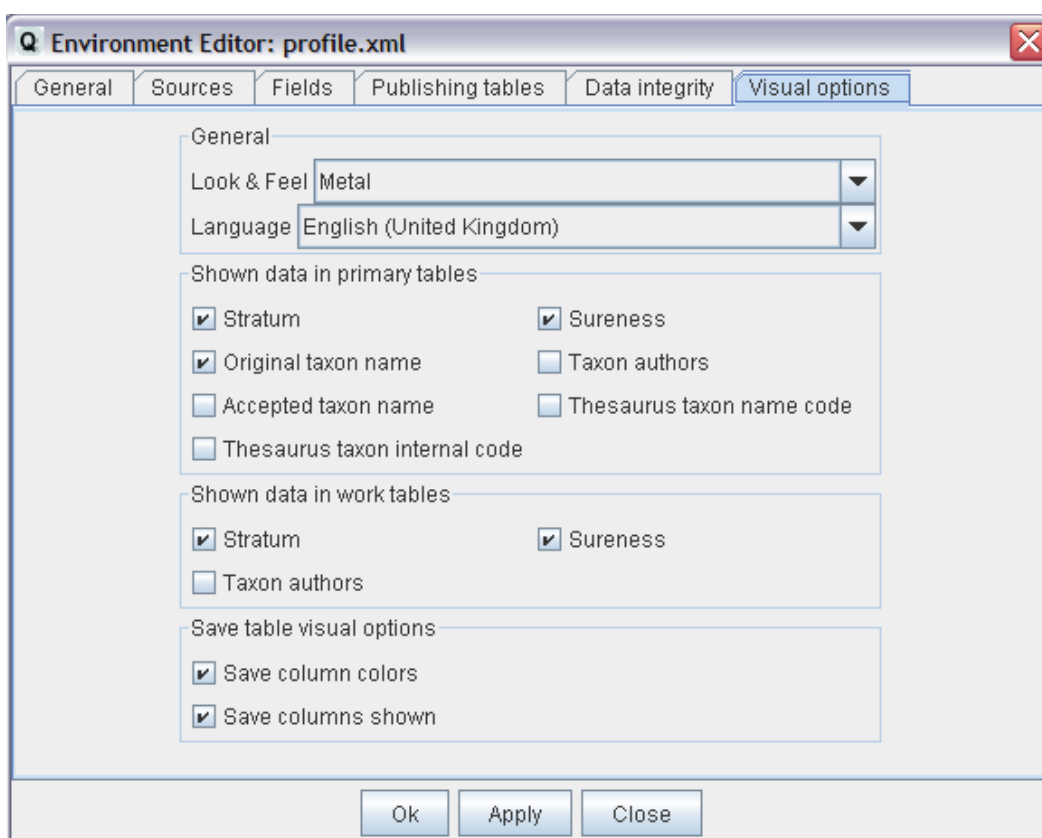 Q Environment Editor: profile.xml
General Sources Fields Publishing tables Data integrity Visual options
General
Look & Feel Metal
Language English (United Kingdom)
Shown data in primary tables
Stratum Sureness
Original taxon name Taxon authors
Accepted taxon name Thesaurus taxon name code
Thesaurus taxon internal code
Shown data in work tables
Stratum Sureness
Taxon authors
Save table visual options
Save column colors
Save columns shown
Ok Apply Close